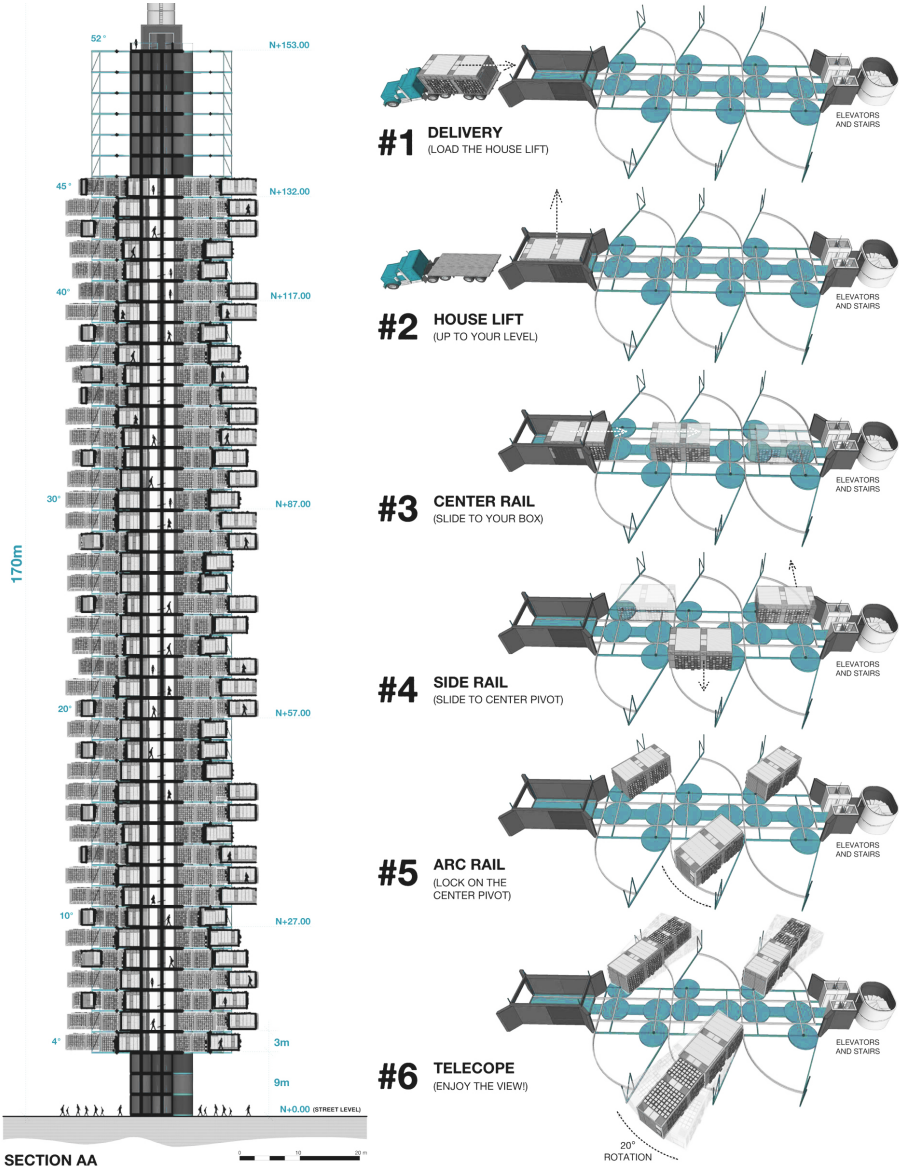 52°
N+153.00
45°
N+132.00
40°
N+117.00
30°
N+87.00
170m
20°
N+57.00
10°
N+27.00
4°
3m
9m
N+0.00 (STREET LEVEL)
SECTION AA
0 10 20 m
#1 DELIVERY
(LOAD THE HOUSE LIFT)
ELEVATORS
AND STAIRS
#2 HOUSE LIFT
(UP TO YOUR LEVEL)
ELEVATORS
AND STAIRS
#3 CENTER RAIL
(SLIDE TO YOUR BOX)
ELEVATORS
AND STAIRS
#4 SIDE RAIL
(SLIDE TO CENTER PIVOT)
ELEVATORS
AND STAIRS
#5 ARC RAIL
(LOCK ON THE
CENTER PIVOT)
ELEVATORS
AND STAIRS
#6 TELECOPE
(ENJOY THE VIEW!)
ELEVATORS
AND STAIRS
20°
ROTATION